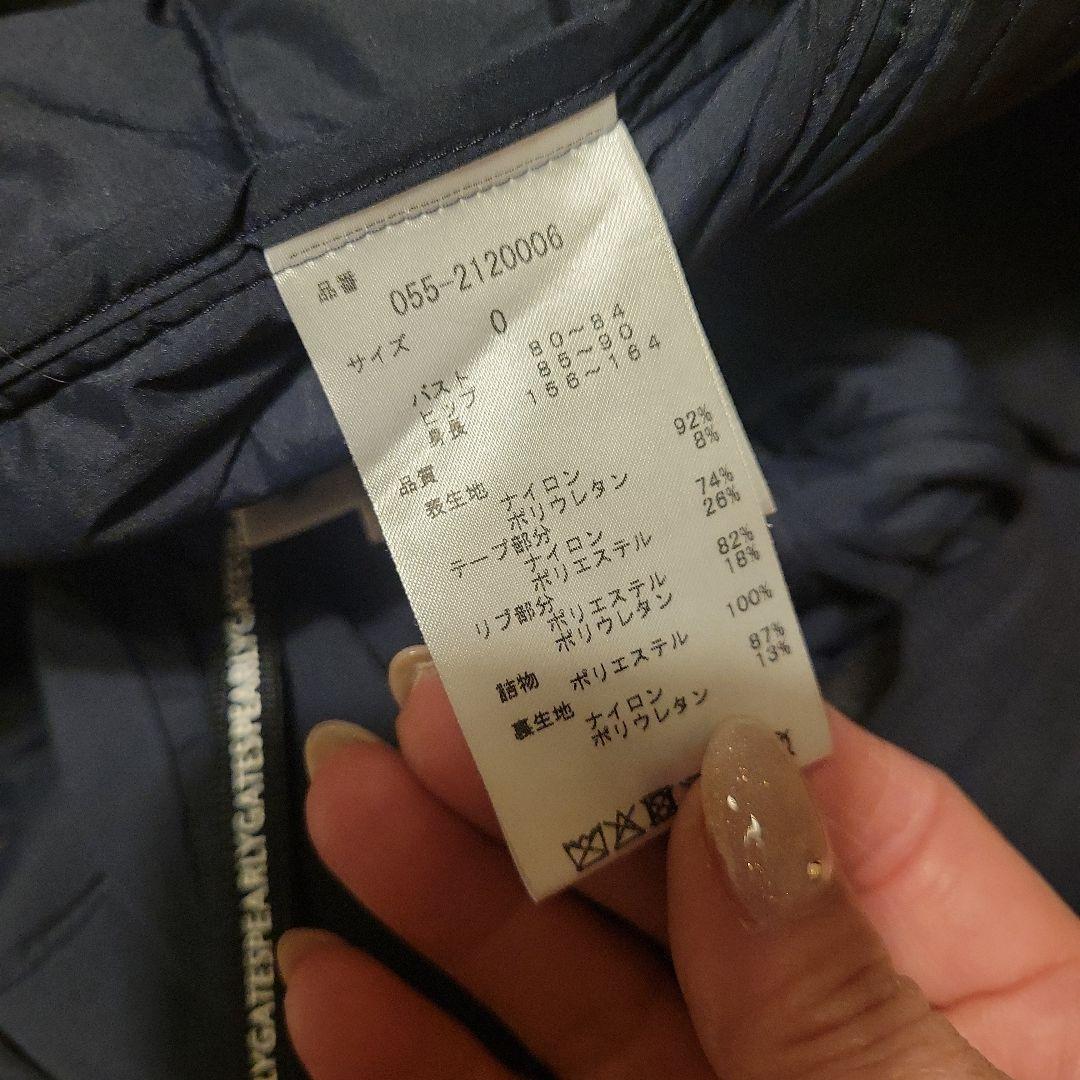 品番 055-2120006
サイズ 0
バスト 80～84
ヒップ 85～90
身長 156～164
品質
表生地 ナイロン 92%
ポリウレタン 8%
テープ部分 ナイロン 74%
ポリエステル 26%
リブ部分 ポリエステル 82%
ポリウレタン 18%
詰物 ポリエステル 100%
裏生地 ナイロン 87%
ポリウレタン 13%
LYGATESPEARLYGATESPEARLYGATES